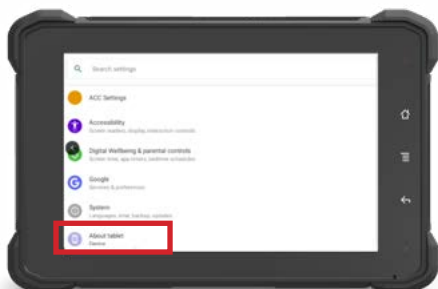 Search settings
ACC Settings
Accessibility
Screen readers, display, interaction controls
Digital Wellbeing & parental controls
Screen time, app timers, bedtime schedules
Google
Services & preferences
System
Languages, time, backup, updates
About tablet